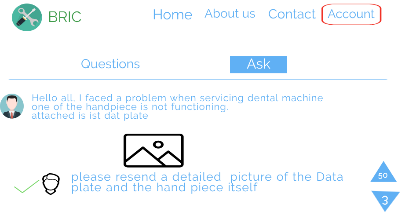 BRIC
Home About us Contact Account
Questions Ask
Hello all, I faced a problem when servicing dental machine
one of the handpiece is not functioning.
attached is ist dat plate
please resend a detailed picture of the Data
plate and the hand piece itself
50
3